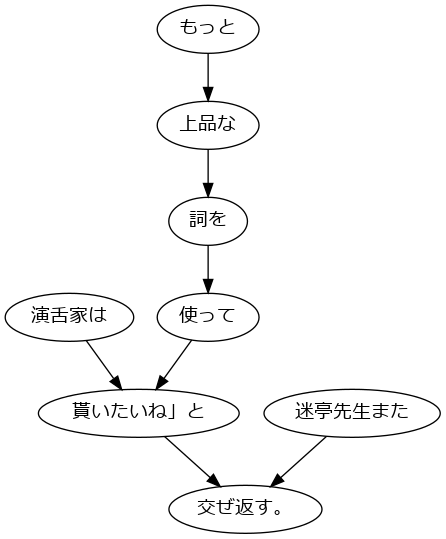 もっと
上品な
詞を
演舌家は
使って
貰いたいね」と
迷亭先生また
交ぜ返す。